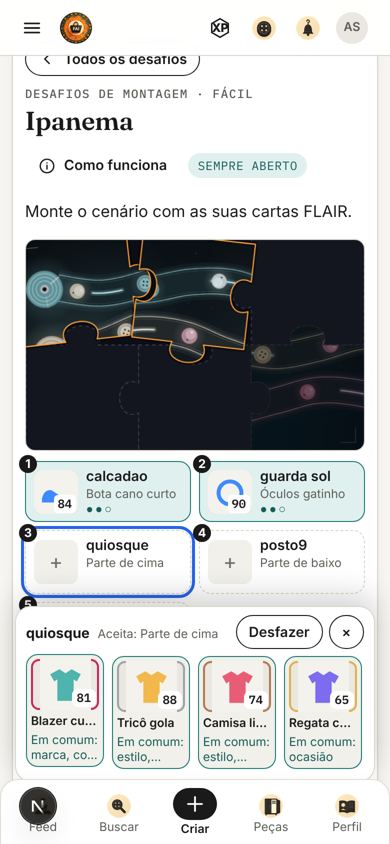 XP
AS
Todos os desafios
DESAFIOS DE MONTAGEM · FÁCIL
Ipanema
Como funciona
SEMPRE ABERTO
Monte o cenário com as suas cartas FLAIR.
1
calcadao
Bota cano curto
84
2
guarda sol
Óculos gatinho
90
3
quiosque
Parte de cima
+
4
posto9
Parte de baixo
+
5
quiosque
Aceita: Parte de cima
Desfazer
×
81
Blazer cu...
Em comum:
marca, co...
88
Tricô gola
Em comum:
estilo,...
74
Camisa li...
Em comum:
estilo,...
65
Regata c...
Em comum:
ocasião
N
Feed
Buscar
Criar
Peças
Perfil